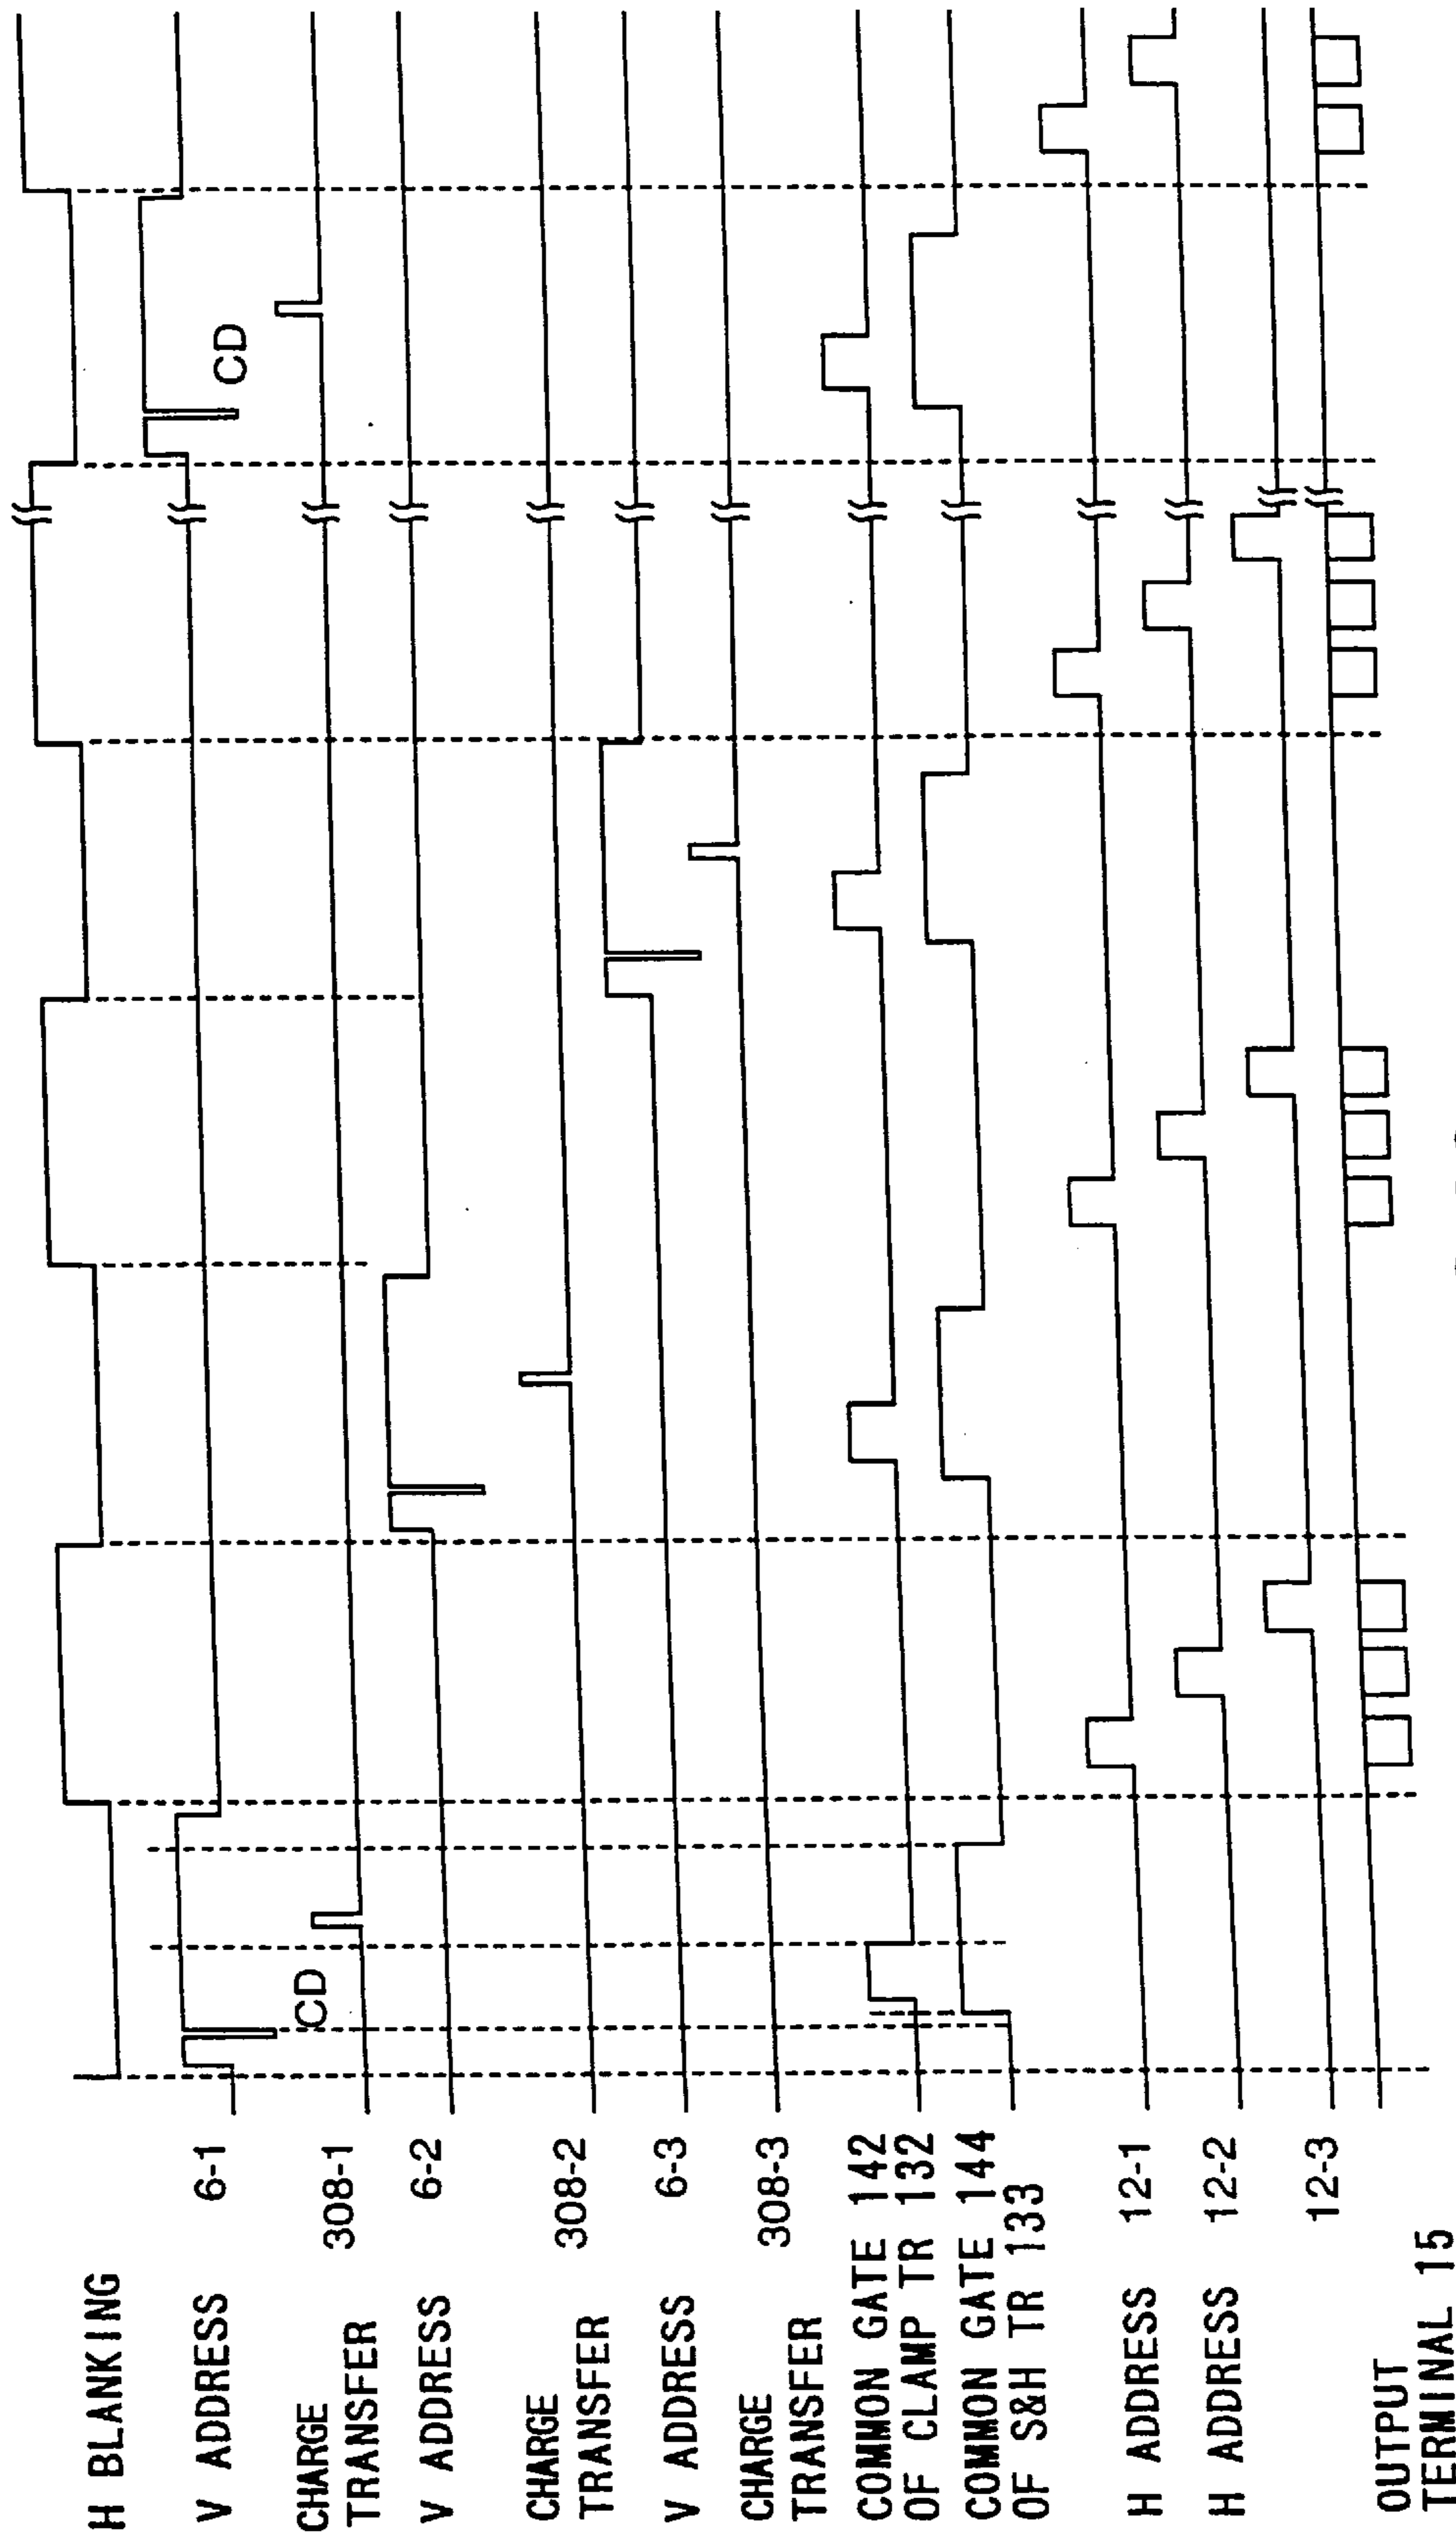 H BLANKING
V ADDRESS 6-1
CD
CD
CHARGE
TRANSFER 308-1
V ADDRESS 6-2
CHARGE
TRANSFER 308-2
V ADDRESS 6-3
CHARGE
TRANSFER 308-3
COMMON GATE 142
OF CLAMP TR 132
COMMON GATE 144
OF S&H TR 133
H ADDRESS 12-1
H ADDRESS 12-2
12-3
OUTPUT
TERMINAL 15